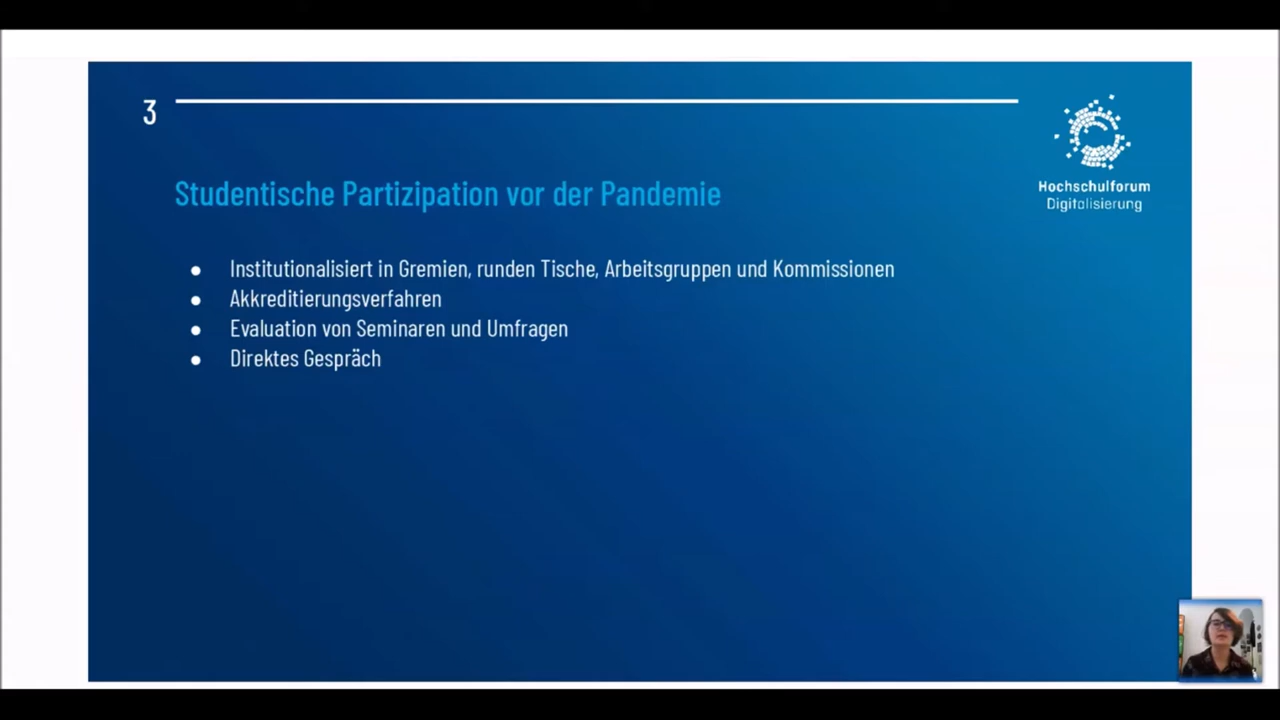 3
Hochschulforum
Digitalisierung
Studentische Partizipation vor der Pandemie
● Institutionalisiert in Gremien, runden Tische, Arbeitsgruppen und Kommissionen
● Akkreditierungsverfahren
● Evaluation von Seminaren und Umfragen
● Direktes Gespräch